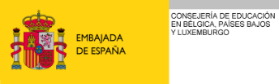 EMBAJADA
DE ESPAÑA
CONSEJERÍA DE EDUCACIÓN
EN BÉLGICA, PAÍSES BAJOS
Y LUXEMBURGO